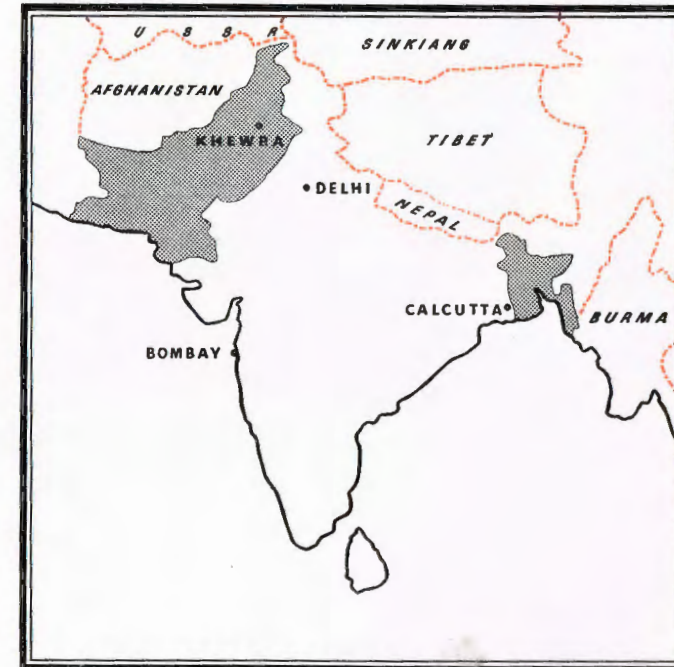 U S S R
SINKIANG
AFGHANISTAN
KHEWRA
TIBET
DELHI
NEPAL
CALCUTTA
BURMA
BOMBAY